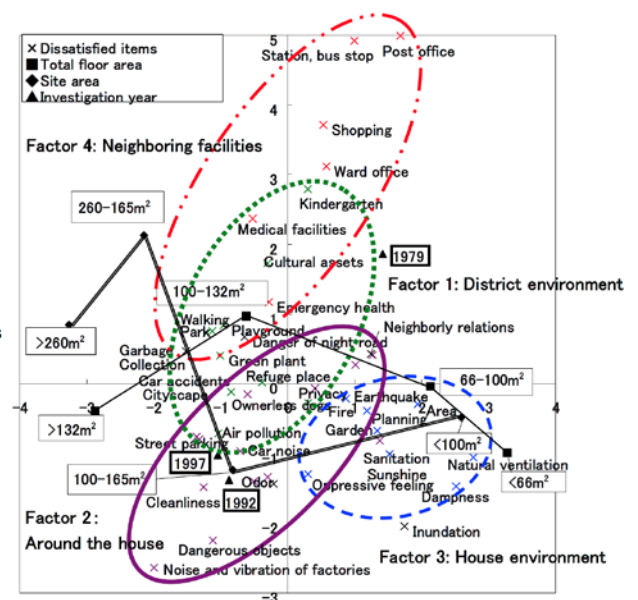 × Dissatisfied items
■ Total floor area
◆ Site area
▲ Investigation year
5
Station, bus stop
Post office
4
Shopping
Factor 4: Neighboring facilities
Ward office
3
Kindergarten
260-165m²
Medical facilities
2
Cultural assets
1979
Factor 1: District environment
100-132m²
Emergency health
1
Walking
Park
Playground
Neighborly relations
>260m²
Danger of night road
Garbage
Collection
Green plant
Refuge place
66-100m²
Car accidents
Cityscape
Privacy
Earthquake
-4
-2
-1
2
3
4
Ownerless dogs
Fire
Area
>132m²
Planning
Garden
<100m²
Air pollution
Street parking
Car noise
1997
-1
Sanitation
Natural ventilation
100-165m²
Odor
Sunshine
<66m²
Oppressive feeling
Dampness
1992
Cleanliness
Factor 2:
Around the house
-2
Inundation
Dangerous objects
Factor 3: House environment
Noise and vibration of factories
-3